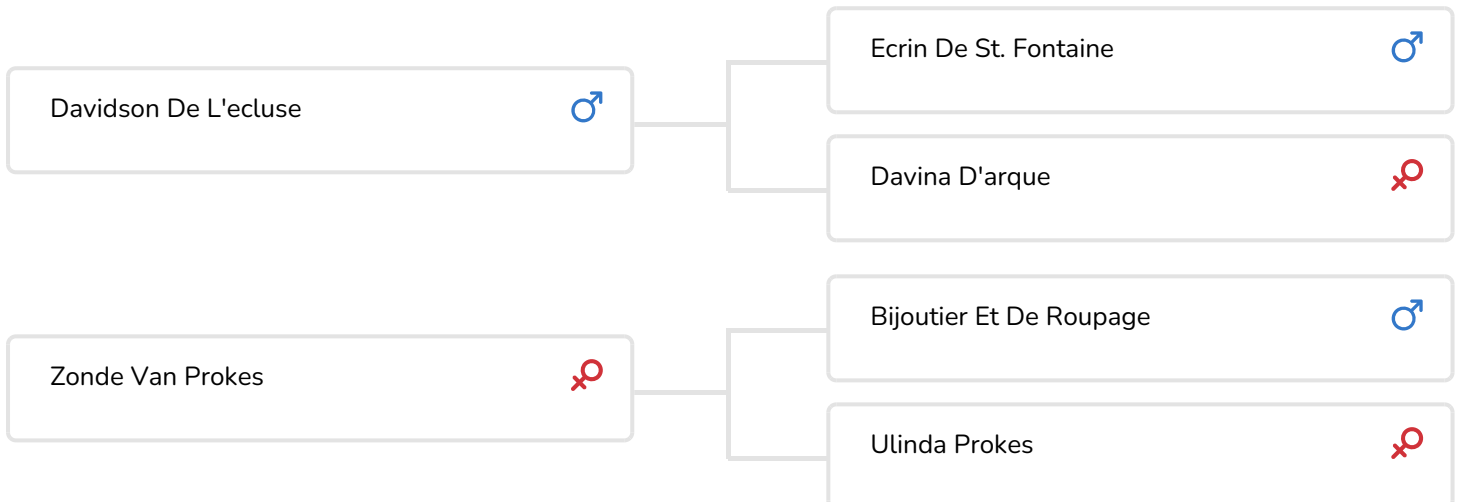 Ecrin De St. Fontaine
Davidson De L'ecluse
Davina D'arque
Bijoutier Et De Roupage
Zonde Van Prokes
Ulinda Prokes